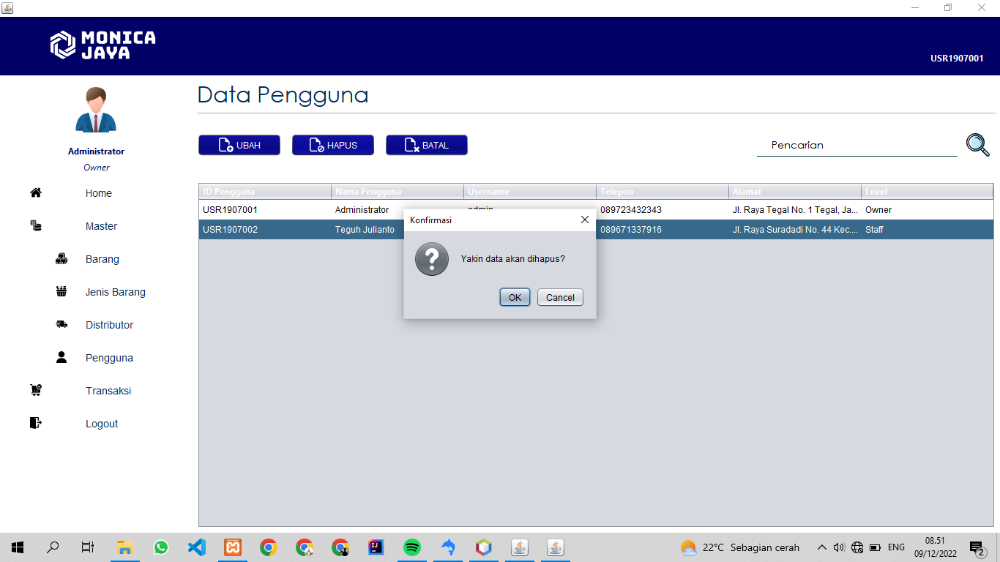 MONICA
JAYA
USR1907001
Administrator
Owner
Home
Master
Barang
Jenis Barang
Distributor
Pengguna
Transaksi
Logout
Data Pengguna
UBAH HAPUS BATAL Pencarian
ID Pengguna Nama Pengguna Username Telepon Alamat Level
USR1907001 Administrator admin 089723432343 Jl. Raya Tegal No. 1 Tegal, Ja... Owner
USR1907002 Teguh Julianto 089671337916 Jl. Raya Suradadi No. 44 Kec.... Staff
Konfirmasi
Yakin data akan dihapus?
OK Cancel
22°C Sebagian cerah ENG
08.51
09/12/2022
2